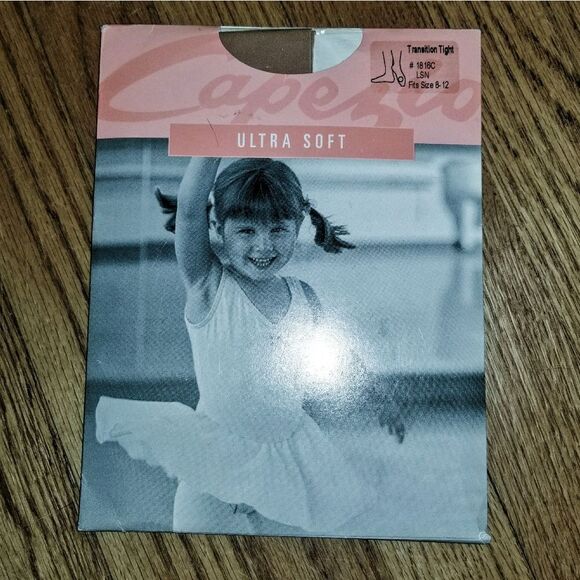 Capezio
Transition Tight
# 1816C
LSN
Fits Size 8-12
ULTRA SOFT